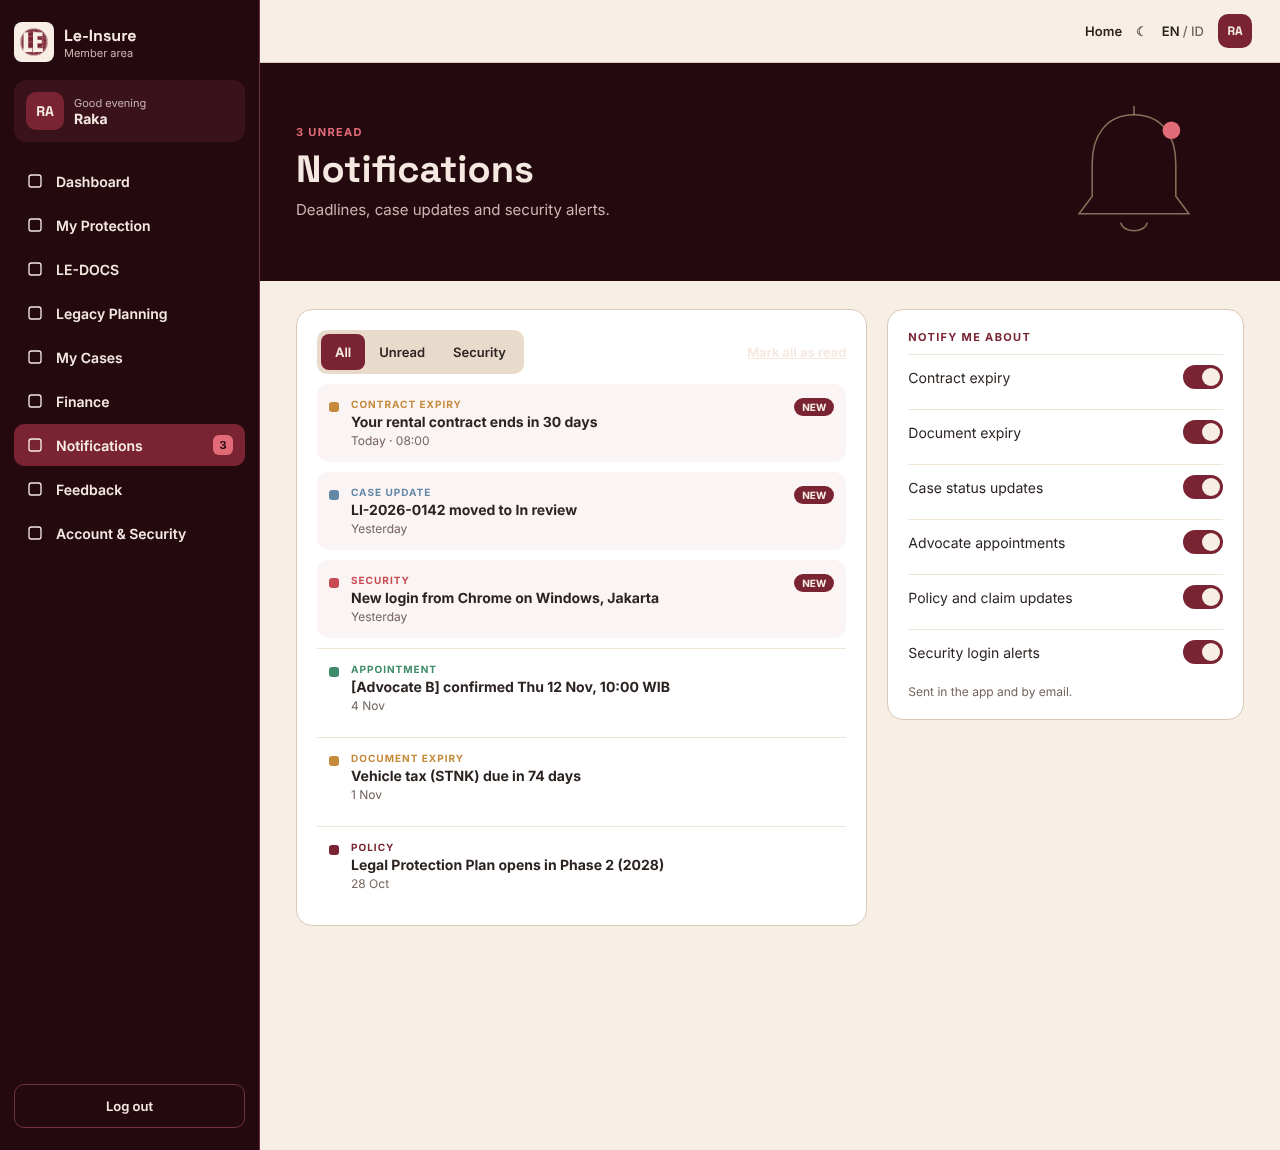 LE
Le-Insure
Member area
RA
Good evening
Raka
Dashboard
My Protection
LE-DOCS
Legacy Planning
My Cases
Finance
Notifications
3
Feedback
Account & Security
Log out
Home
EN / ID
RA
3 UNREAD
Notifications
Deadlines, case updates and security alerts.
All
Unread
Security
Mark all as read
CONTRACT EXPIRY
NEW
Your rental contract ends in 30 days
Today · 08:00
CASE UPDATE
NEW
LI-2026-0142 moved to In review
Yesterday
SECURITY
NEW
New login from Chrome on Windows, Jakarta
Yesterday
APPOINTMENT
[Advocate B] confirmed Thu 12 Nov, 10:00 WIB
4 Nov
DOCUMENT EXPIRY
Vehicle tax (STNK) due in 74 days
1 Nov
POLICY
Legal Protection Plan opens in Phase 2 (2028)
28 Oct
NOTIFY ME ABOUT
Contract expiry
Document expiry
Case status updates
Advocate appointments
Policy and claim updates
Security login alerts
Sent in the app and by email.